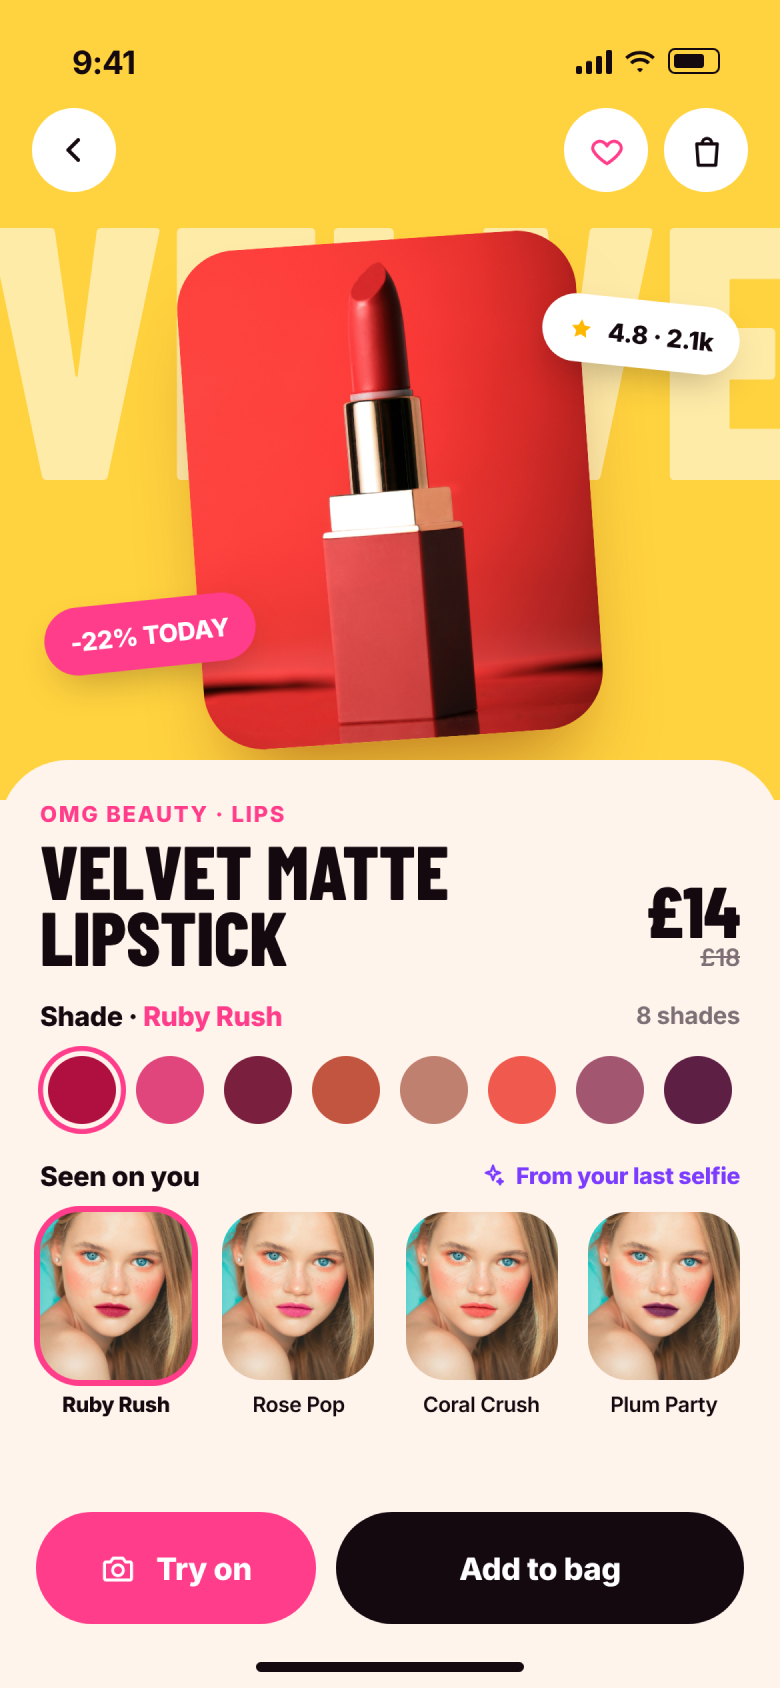 9:41
VELVE
4.8 · 2.1k
-22% TODAY
OMG BEAUTY · LIPS
VELVET MATTE
LIPSTICK
£14
£18
Shade · Ruby Rush
8 shades
Seen on you
From your last selfie
Ruby Rush
Rose Pop
Coral Crush
Plum Party
Try on
Add to bag